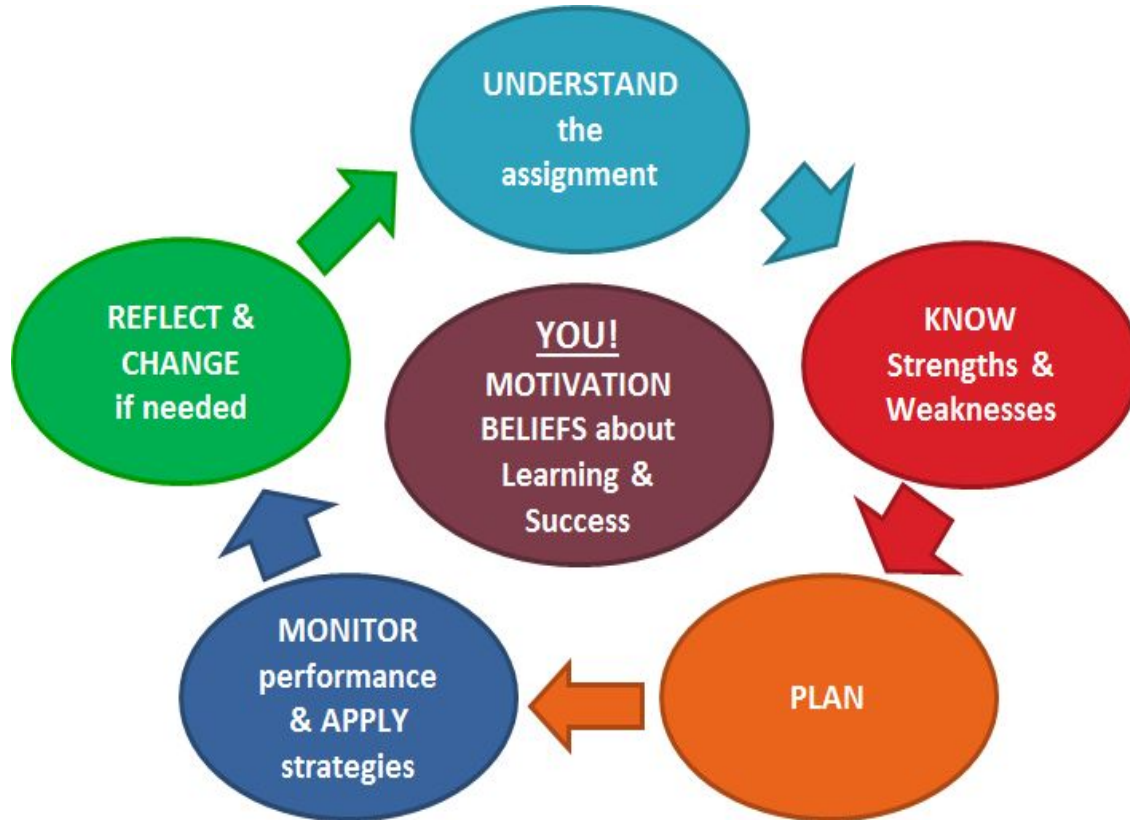 UNDERSTAND
the
assignment
KNOW
Strengths &
Weaknesses
PLAN
MONITOR
performance
& APPLY
strategies
REFLECT &
CHANGE
if needed
YOU!
MOTIVATION
BELIEFS about
Learning &
Success